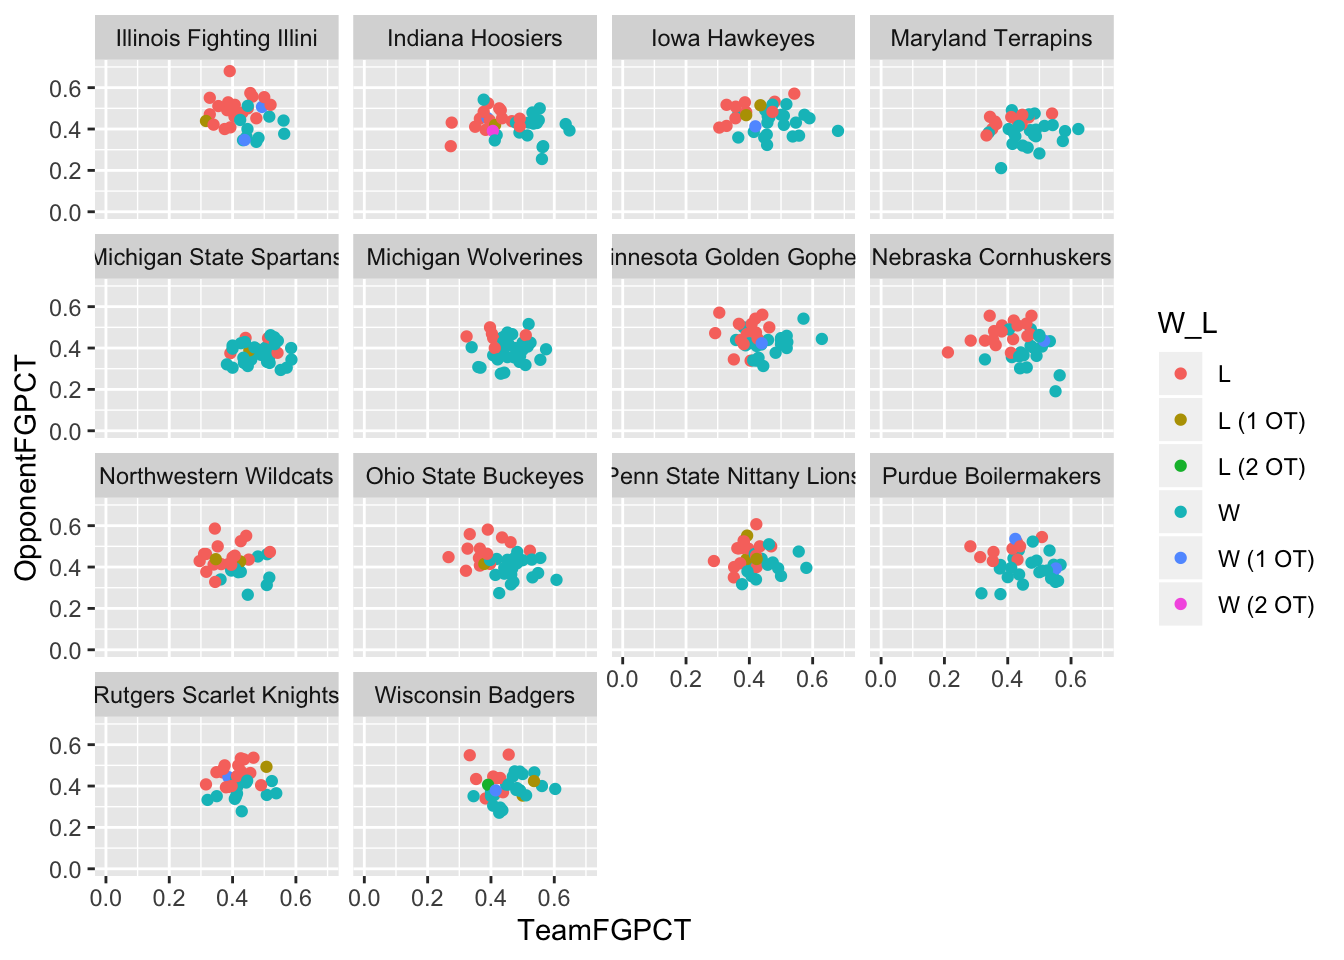 Illinois Fighting Illini
Indiana Hoosiers
Iowa Hawkeyes
Maryland Terrapins
0.6
0.4
0.2
0.0
Michigan State Spartans
Michigan Wolverines
innesota Golden Gophe
Nebraska Cornhuskers
0.6
0.4
0.2
0.0
Northwestern Wildcats
Ohio State Buckeyes
Penn State Nittany Lions
Purdue Boilermakers
0.6
0.4
0.2
0.0
0.0 0.2 0.4 0.6
0.0 0.2 0.4 0.6
Rutgers Scarlet Knights
Wisconsin Badgers
0.6
0.4
0.2
0.0
0.0 0.2 0.4 0.6
0.0 0.2 0.4 0.6
TeamFGPCT
OpponentFGPCT
W_L
L
L (1 OT)
L (2 OT)
W
W (1 OT)
W (2 OT)